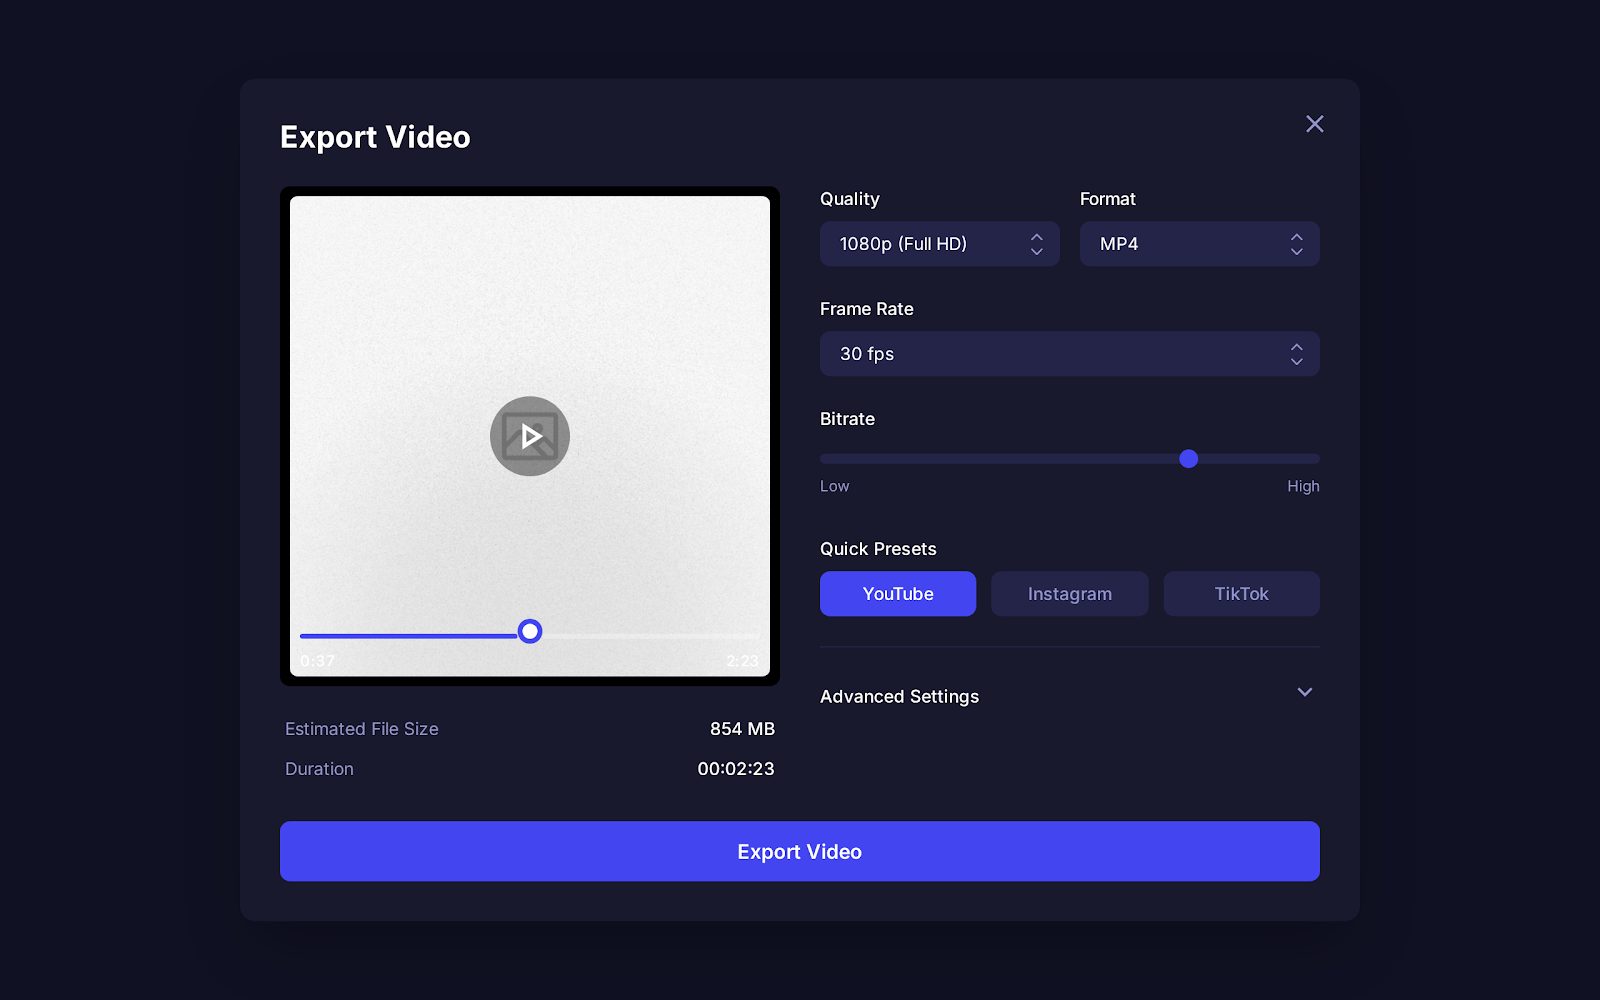 Export Video
Quality
Format
1080p (Full HD)
MP4
Frame Rate
30 fps
Bitrate
Low
High
Quick Presets
YouTube
Instagram
TikTok
0:37
2:23
Advanced Settings
Estimated File Size
854 MB
Duration
00:02:23
Export Video